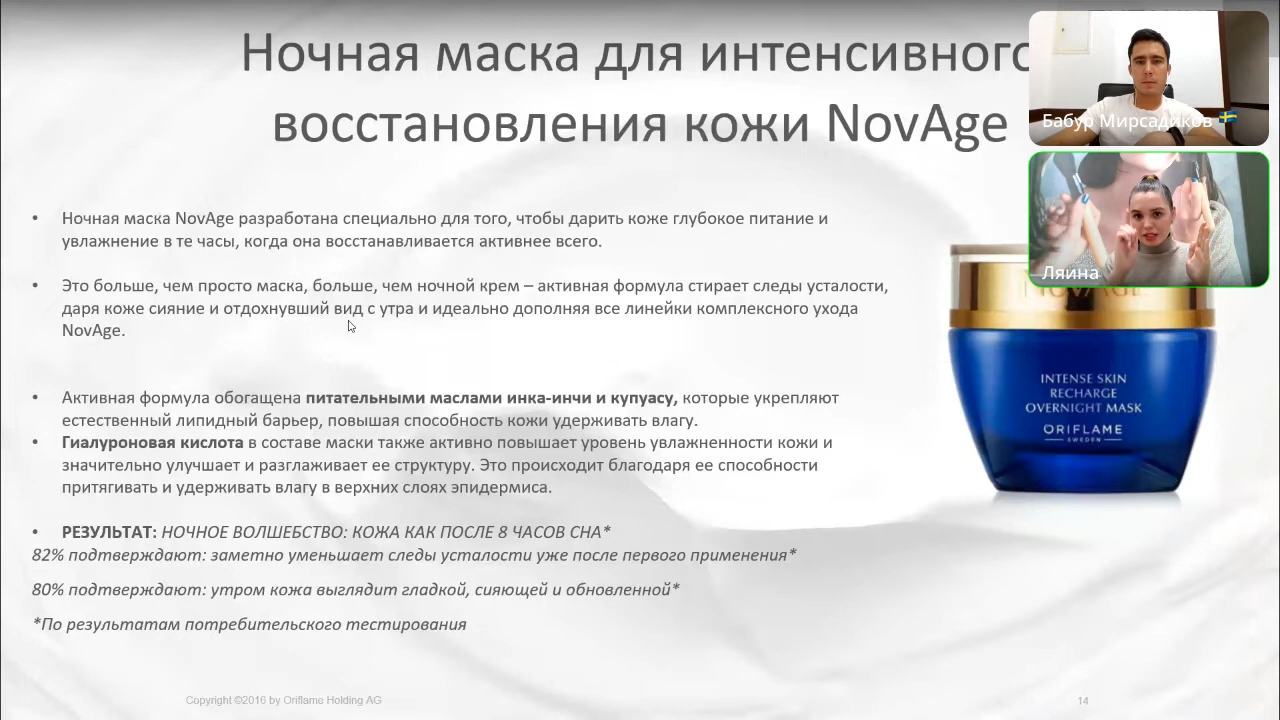 Ночная маска для интенсивного
восстановления кожи NovAge
Бабур Мирсадиков
Ляина
• Ночная маска NovAge разработана специально для того, чтобы дарить коже глубокое питание и
увлажнение в те часы, когда она восстанавливается активнее всего.
• Это больше, чем просто маска, больше, чем ночной крем – активная формула стирает следы усталости,
даря коже сияние и отдохнувший вид с утра и идеально дополняя все линейки комплексного ухода
NovAge.
• Активная формула обогащена питательными маслами инка-инчи и купуасу, которые укрепляют
естественный липидный барьер, повышая способность кожи удерживать влагу.
• Гиалуроновая кислота в составе маски также активно повышает уровень увлажненности кожи и
значительно улучшает и разглаживает ее структуру. Это происходит благодаря ее способности
притягивать и удерживать влагу в верхних слоях эпидермиса.
• РЕЗУЛЬТАТ: НОЧНОЕ ВОЛШЕБСТВО: КОЖА КАК ПОСЛЕ 8 ЧАСОВ СНА*
82% подтверждают: заметно уменьшает следы усталости уже после первого применения*
80% подтверждают: утром кожа выглядит гладкой, сияющей и обновленной*
*По результатам потребительского тестирования
NOVAGE
INTENSE SKIN
RECHARGE
OVERNIGHT MASK
ORIFLAME
SWEDEN
Copyright ©2016 by Oriflame Holding AG
14